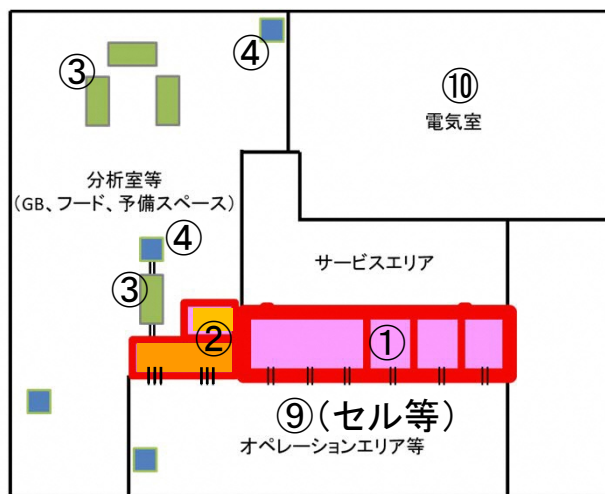 ④
③
⑩
電気室
分析室等
(GB、フード、予備スペース)
④
サービスエリア
③
②
①
⑨(セル等)
オペレーションエリア等